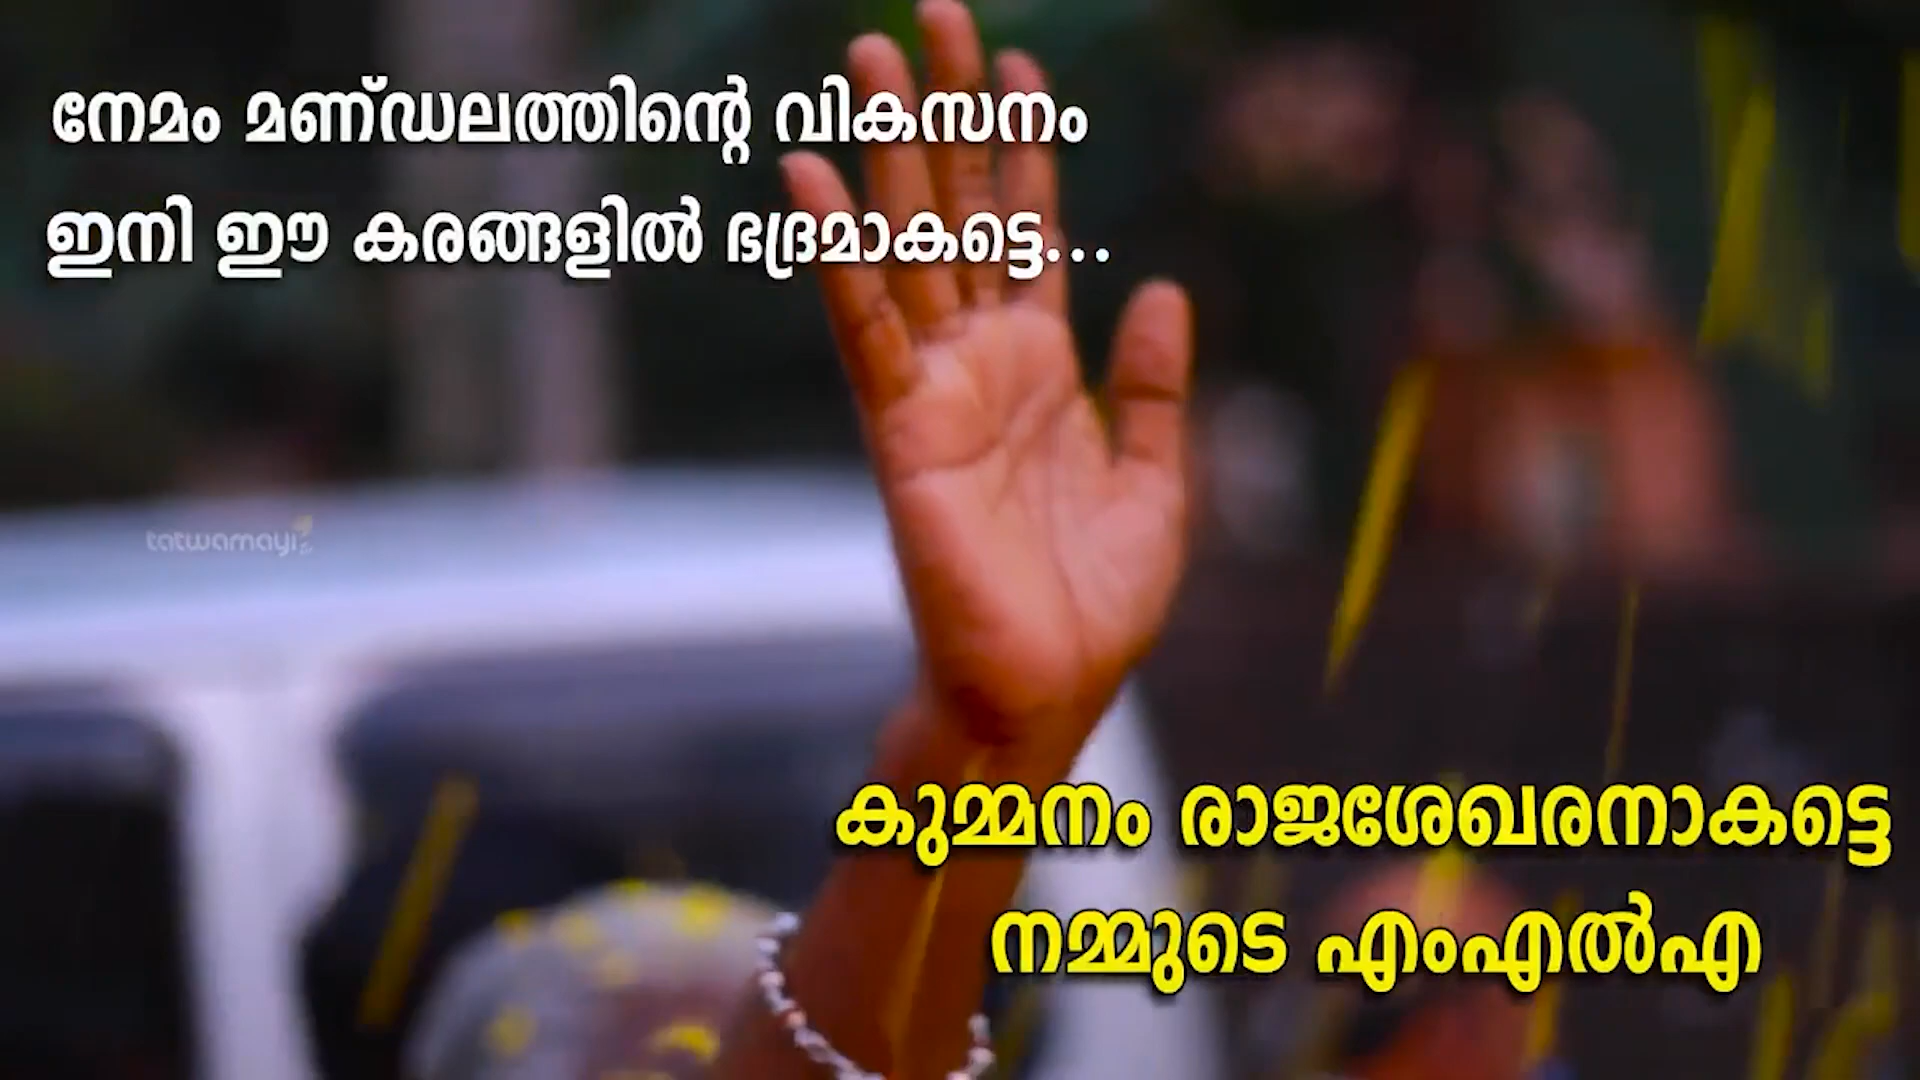 നേമം മണ്ഡലത്തിന്റെ വികസനം
ഇനി ഈ കരങ്ങളിൽ ഭദ്രമാകട്ടെ...
tatwamayi
കുമ്മനം രാജശേഖരനാകട്ടെ
നമ്മുടെ എംഎൽഎ